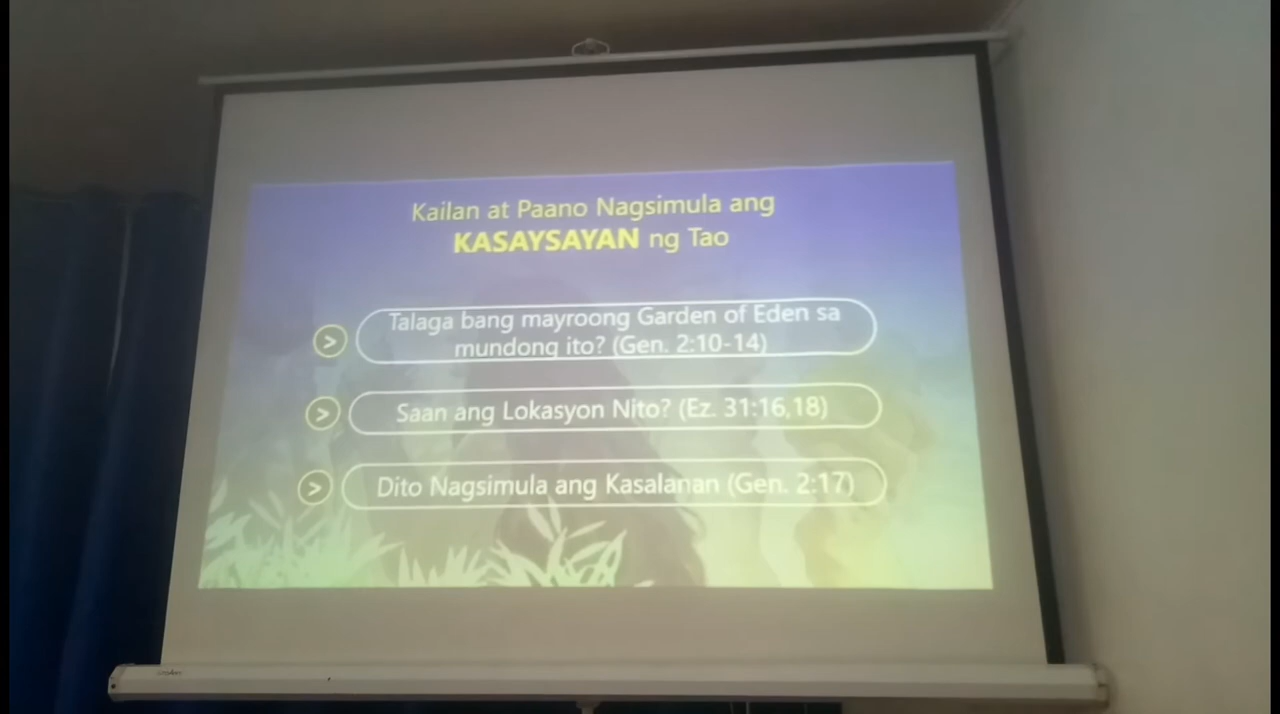 Kailan at Paano Nagsimula ang
KASAYSAYAN ng Tao
Talaga bang mayroong Garden of Eden sa
mundong ito? (Gen. 2:10-14)
Saan ang Lokasyon Nito? (Ez. 31:16,18)
Dito Nagsimula ang Kasalanan (Gen. 2:17)